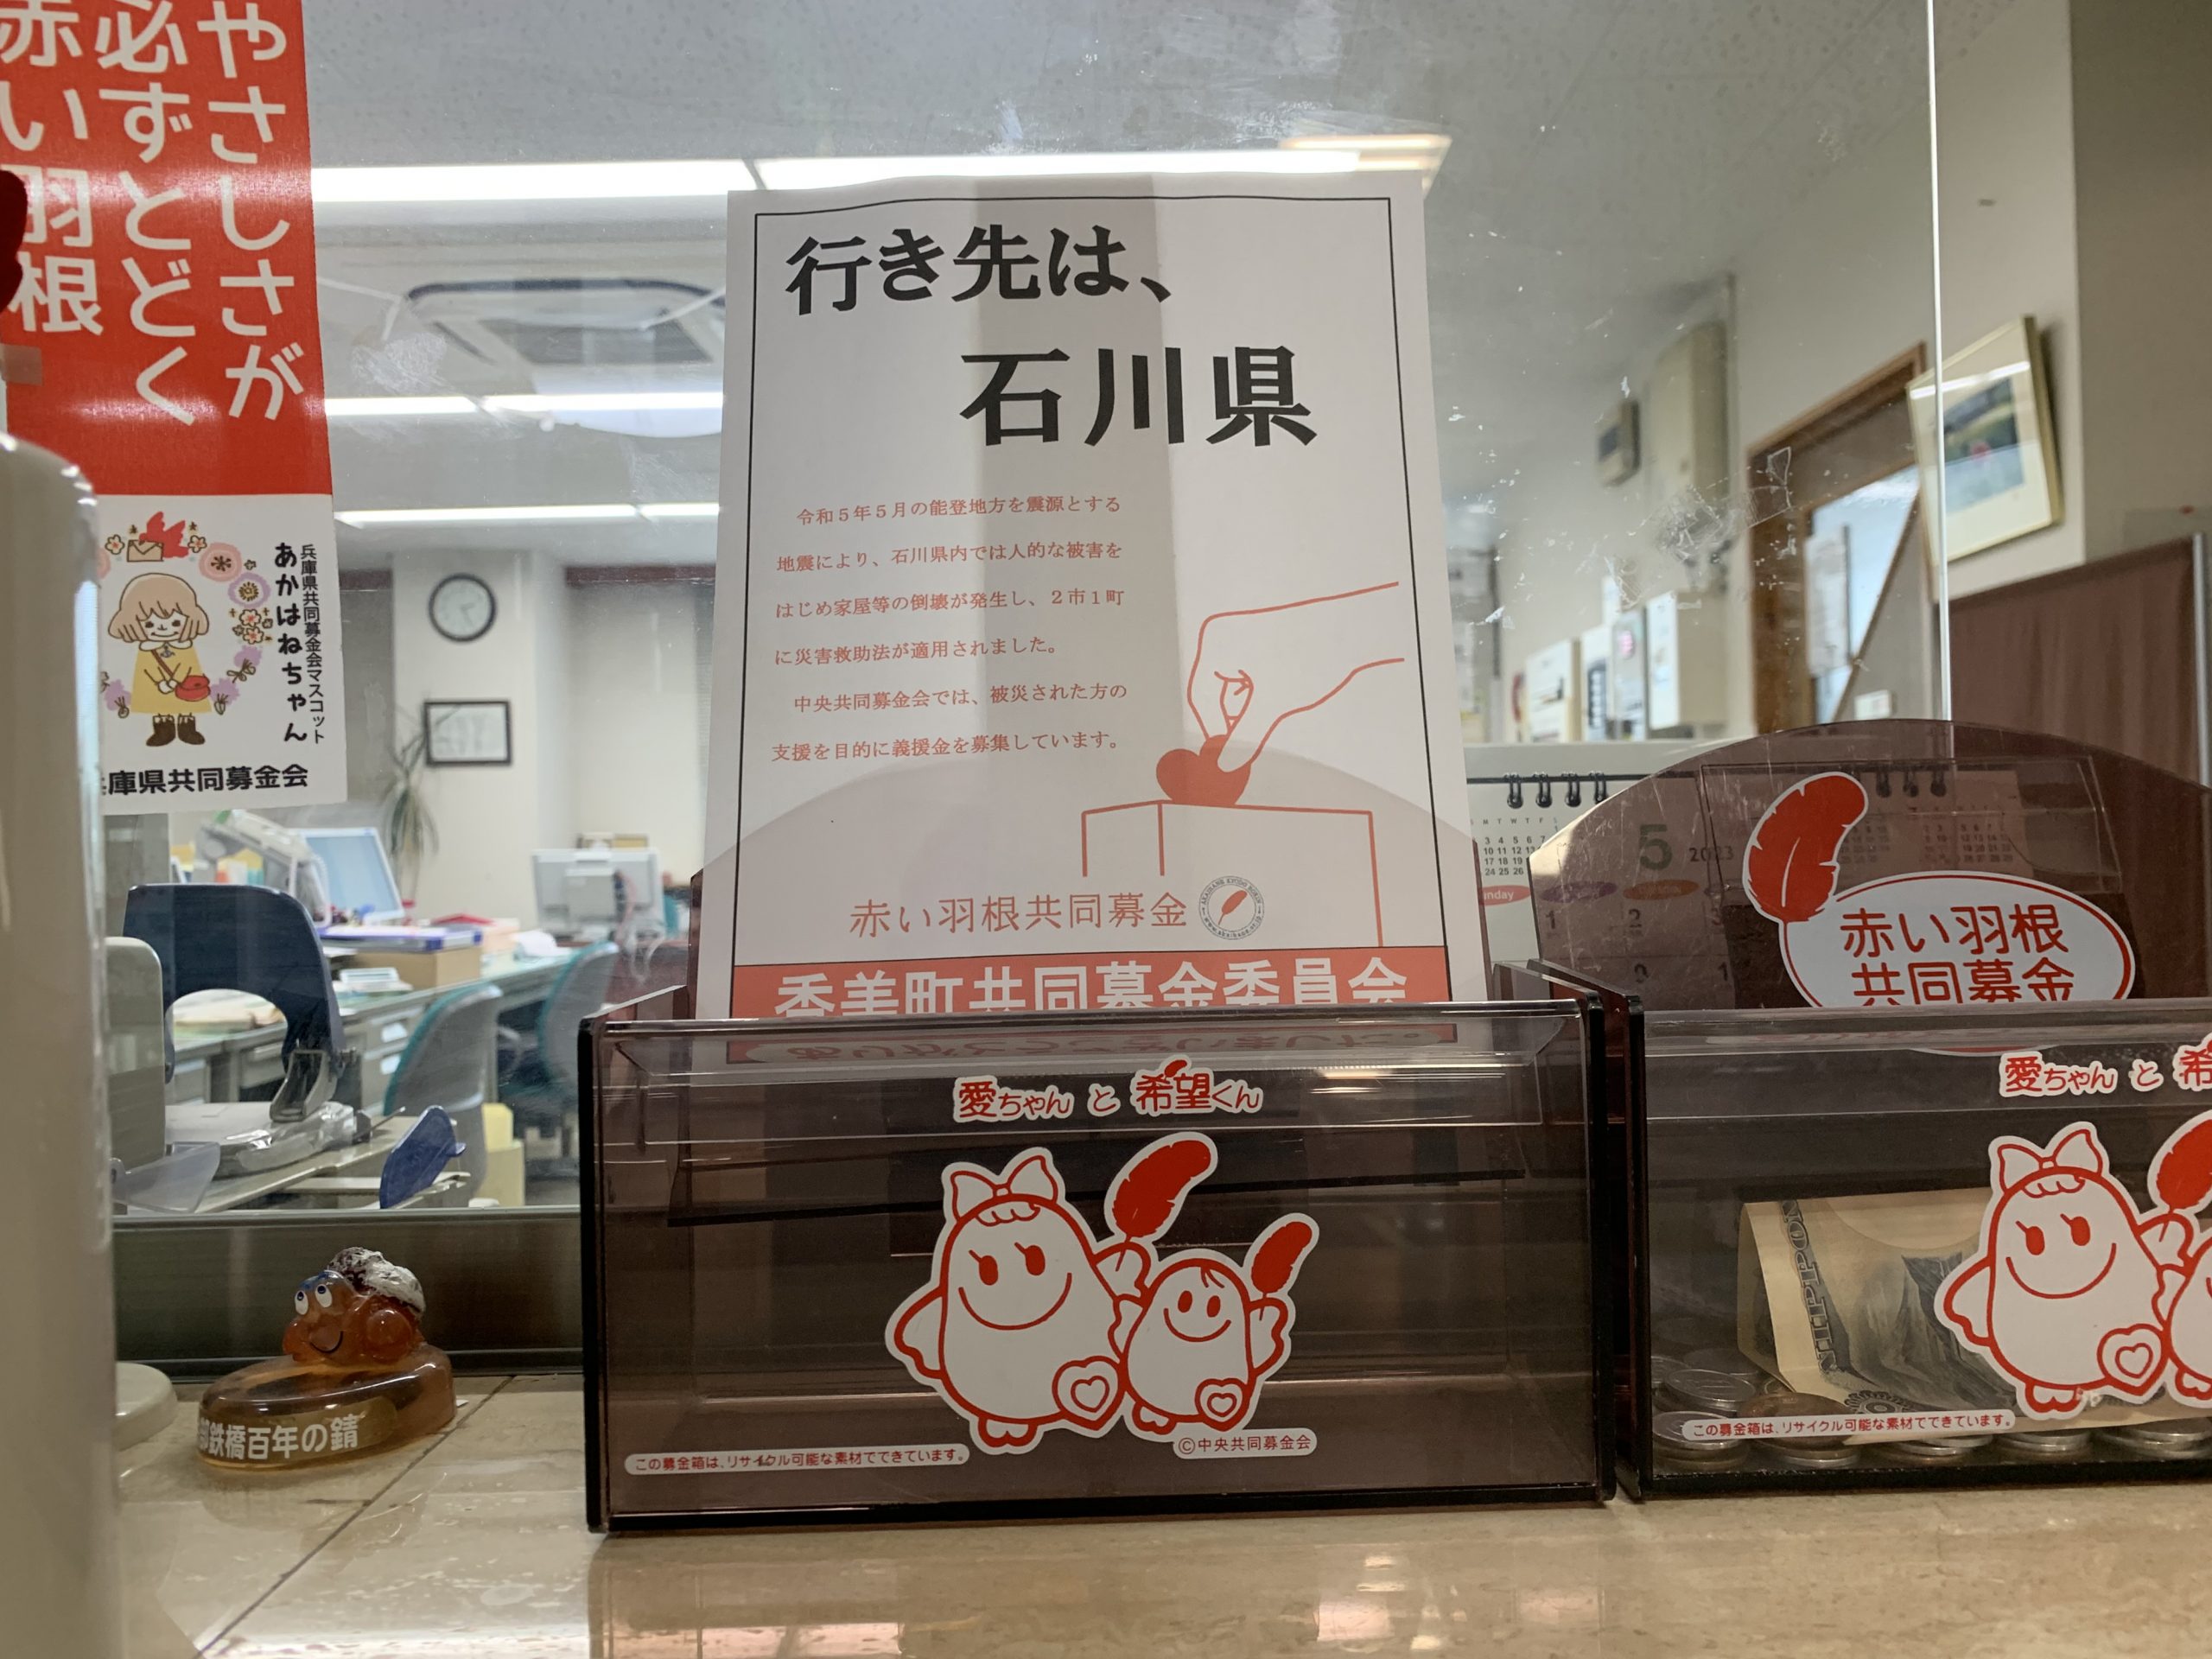 やさしさが
必ずとどく
赤い羽根
兵庫県共同募金会マスコット
あかはねちゃん
庫県共同募金会
行き先は、
石川県
令和５年５月の能登地方を震源とする
地震により、石川県内では人的な被害を
はじめ家屋等の倒壊が発生し、２市１町
に災害救助法が適用されました。
中央共同募金会では、被災された方の
支援を目的に義援金を募集しています。
赤い羽根共同募金
香美町共同募金委員会
愛ちゃん と 希望くん
この募金箱は、リサイクル可能な素材でできています。
©中央共同募金会
鉄橋百年の錆
5 2023
赤い羽根
共同募金
愛ちゃん と 希
NIPPON
この募金箱は、リサイクル可能な素材でできています。